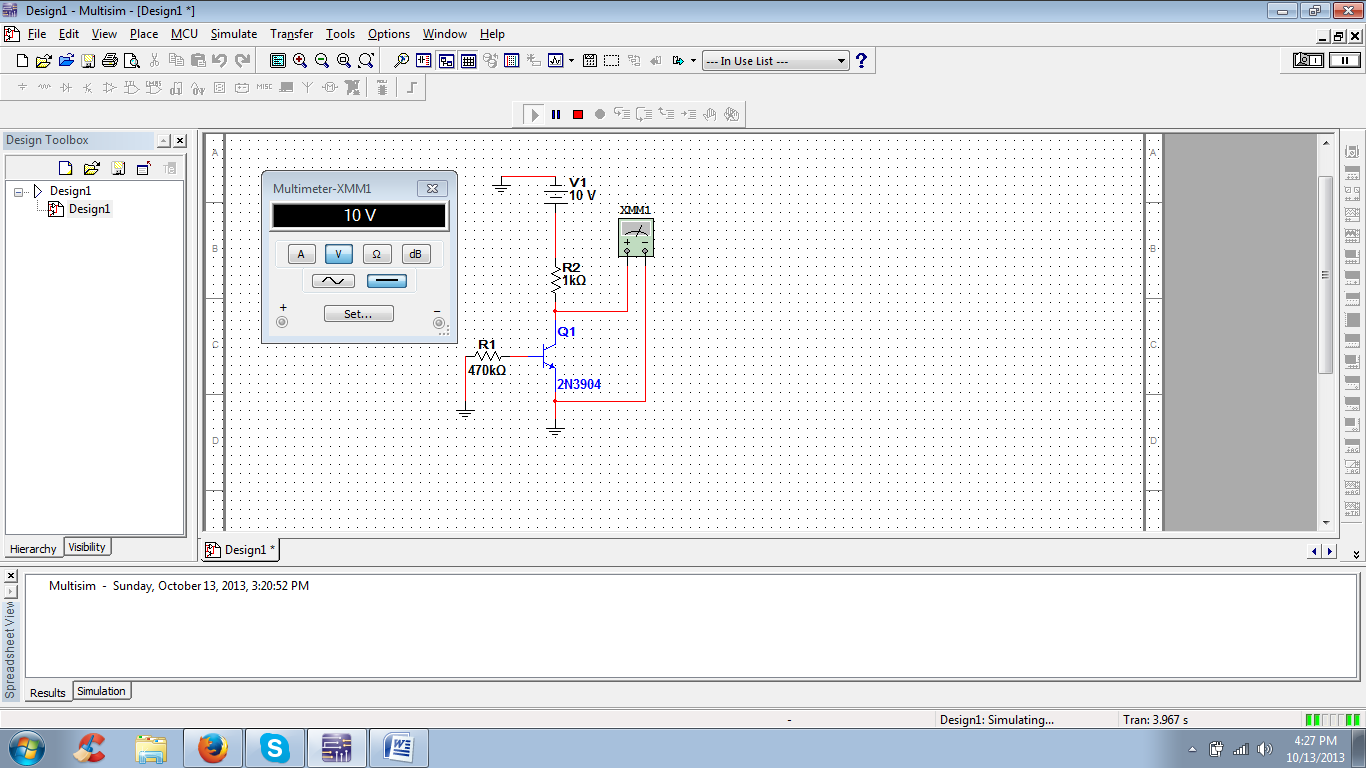 Design1 - Multisim - [Design1 *]
File Edit View Place MCU Simulate Transfer Tools Options Window Help
--- In Use List --- ?
MISC
Design Toolbox
Design1
Design1
Hierarchy Visibility
A A
B B
C C
D D
Multimeter-XMM1
10 V
A V Ω dB
+ Set... -
V1
10 V
XMM1
+ -
R2
1kΩ
Q1
R1
470kΩ
2N3904
Design1 *
Multisim - Sunday, October 13, 2013, 3:20:52 PM
Spreadsheet View
Results Simulation
- Design1: Simulating... Tran: 3.967 s
4:27 PM
10/13/2013